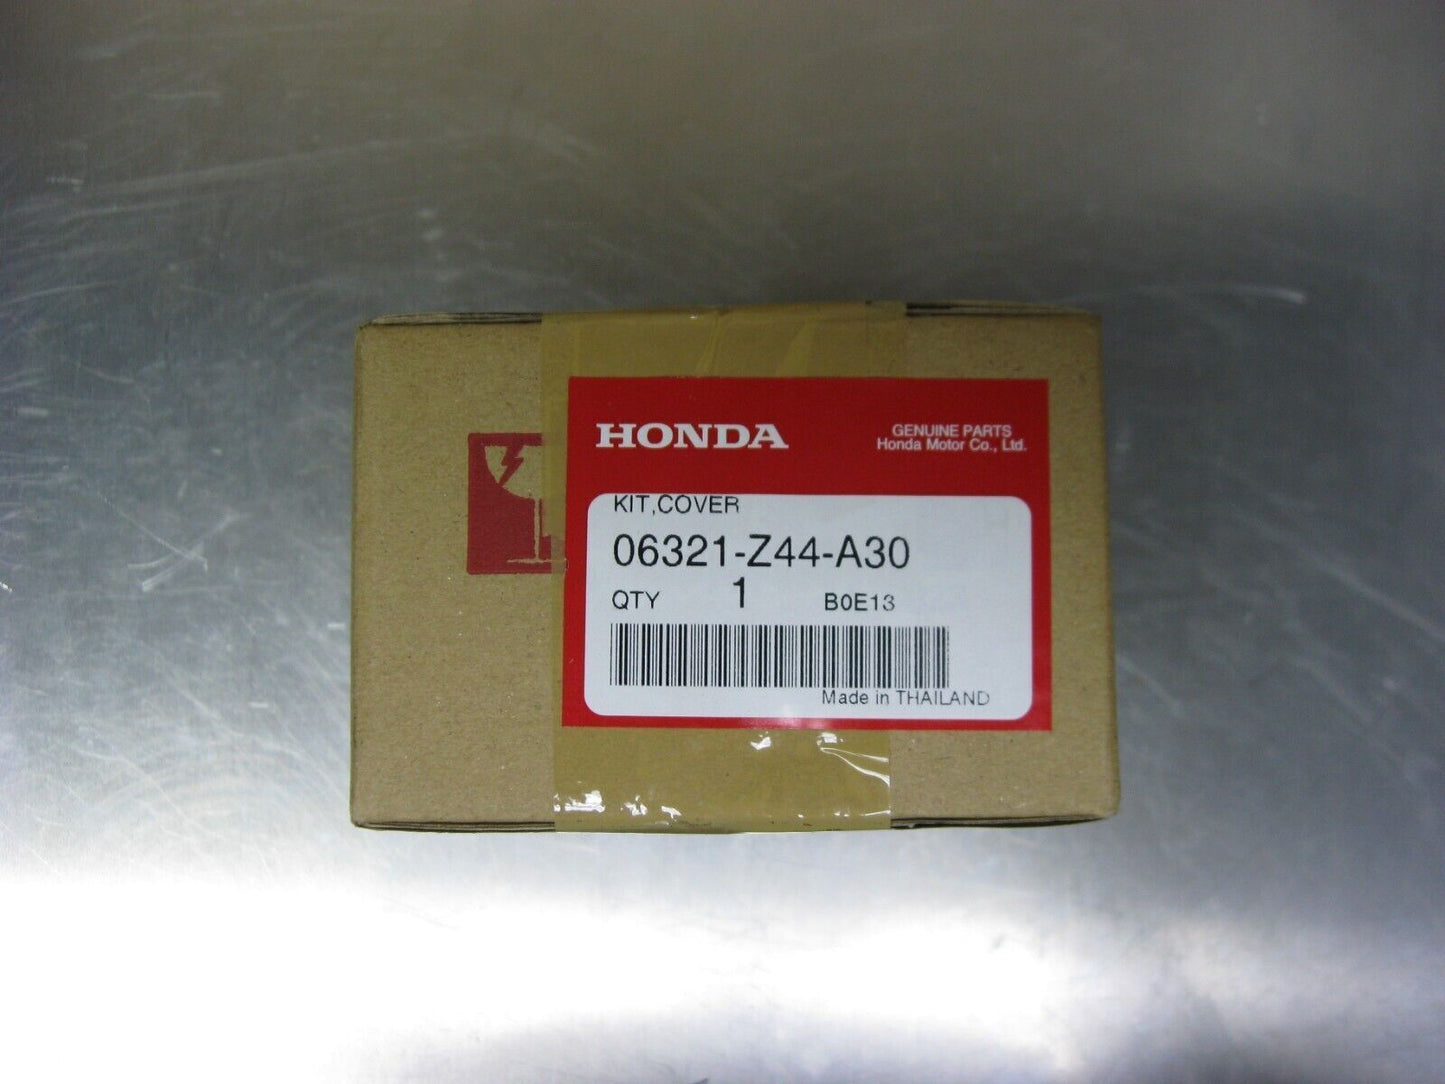 HONDA
GENUINE PARTS
Honda Motor Co., Ltd.
KIT,COVER
06321-Z44-A30
QTY 1 B0E13
Made in THAILAND